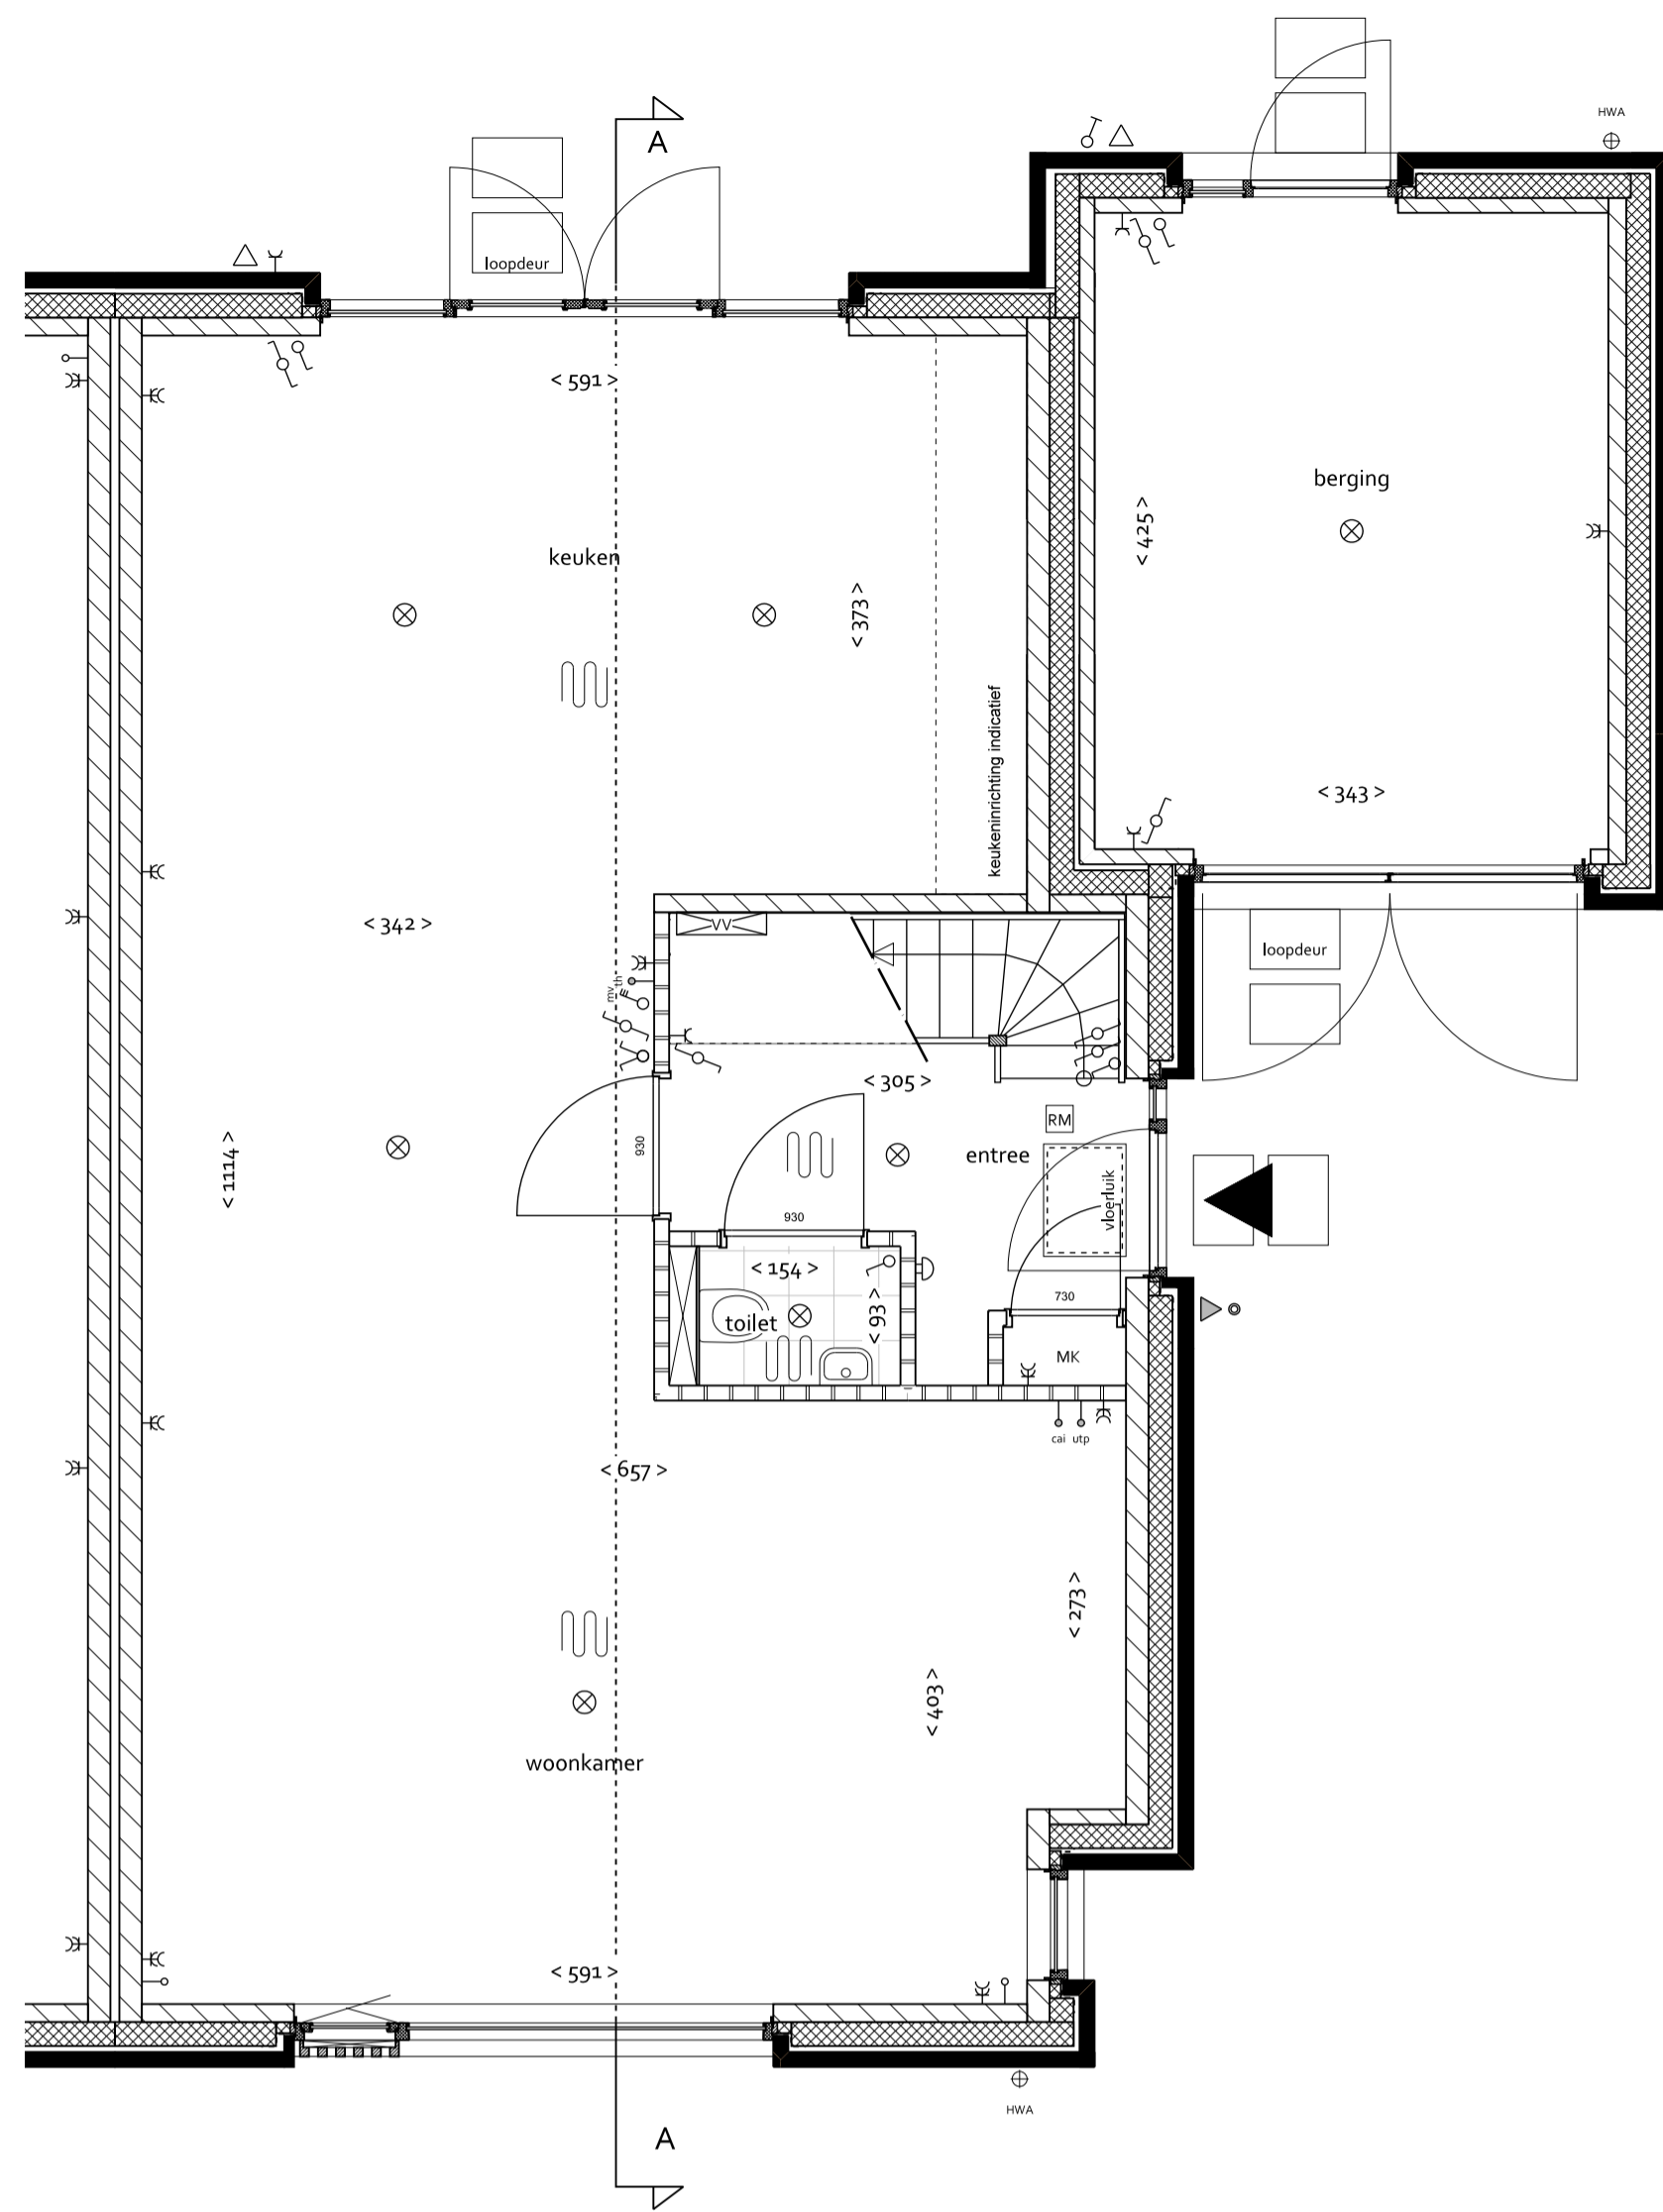 HWA
A
loopdeur
< 591 >
berging
< 425 >
keuken
< 373 >
keukeninrichting indicatief
< 343 >
< 342 >
VV
loopdeur
mv
th
< 305 >
RM
< 1114 >
930
entree
vloerluik
930
< 154 >
730
toilet
< 93 >
MK
cai utp
< 657 >
< 273 >
< 403 >
woonkamer
< 591 >
HWA
A